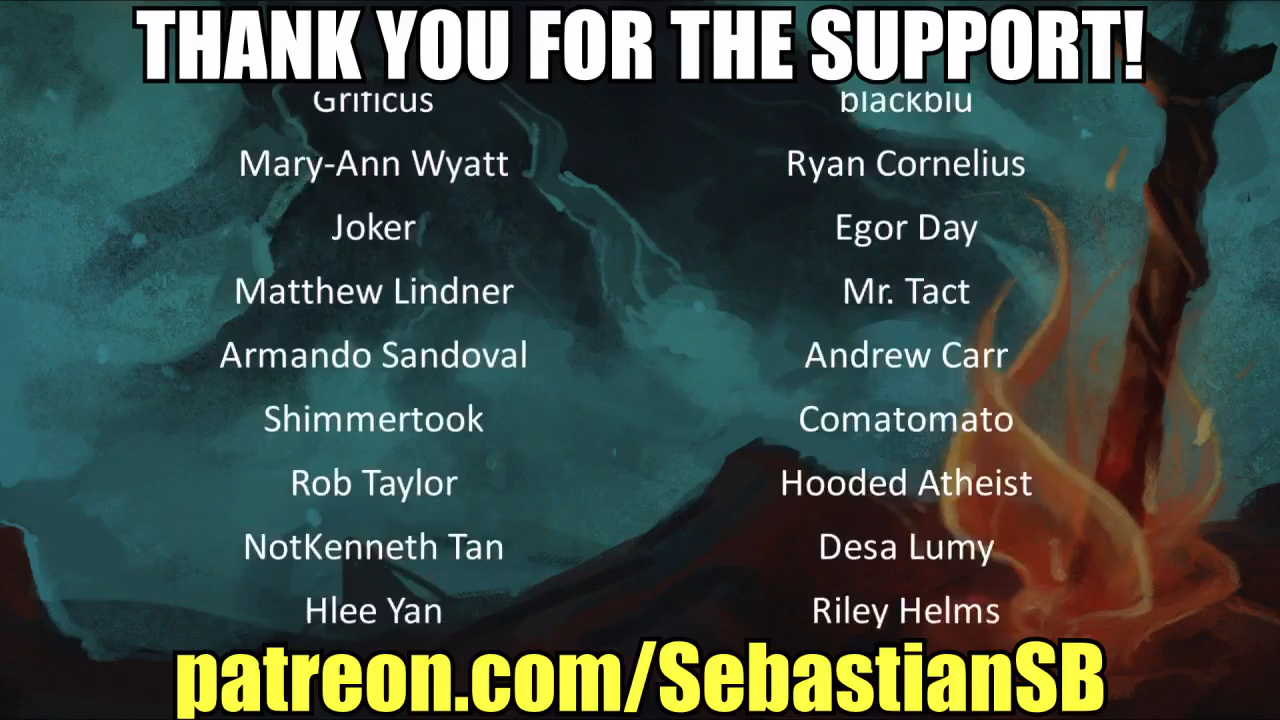 THANK YOU FOR THE SUPPORT!
Grificus blackblu
Mary-Ann Wyatt Ryan Cornelius
Joker Egor Day
Matthew Lindner Mr. Tact
Armando Sandoval Andrew Carr
Shimmertook Comatomato
Rob Taylor Hooded Atheist
NotKenneth Tan Desa Lumy
Hlee Yan Riley Helms
patreon.com/SebastianSB